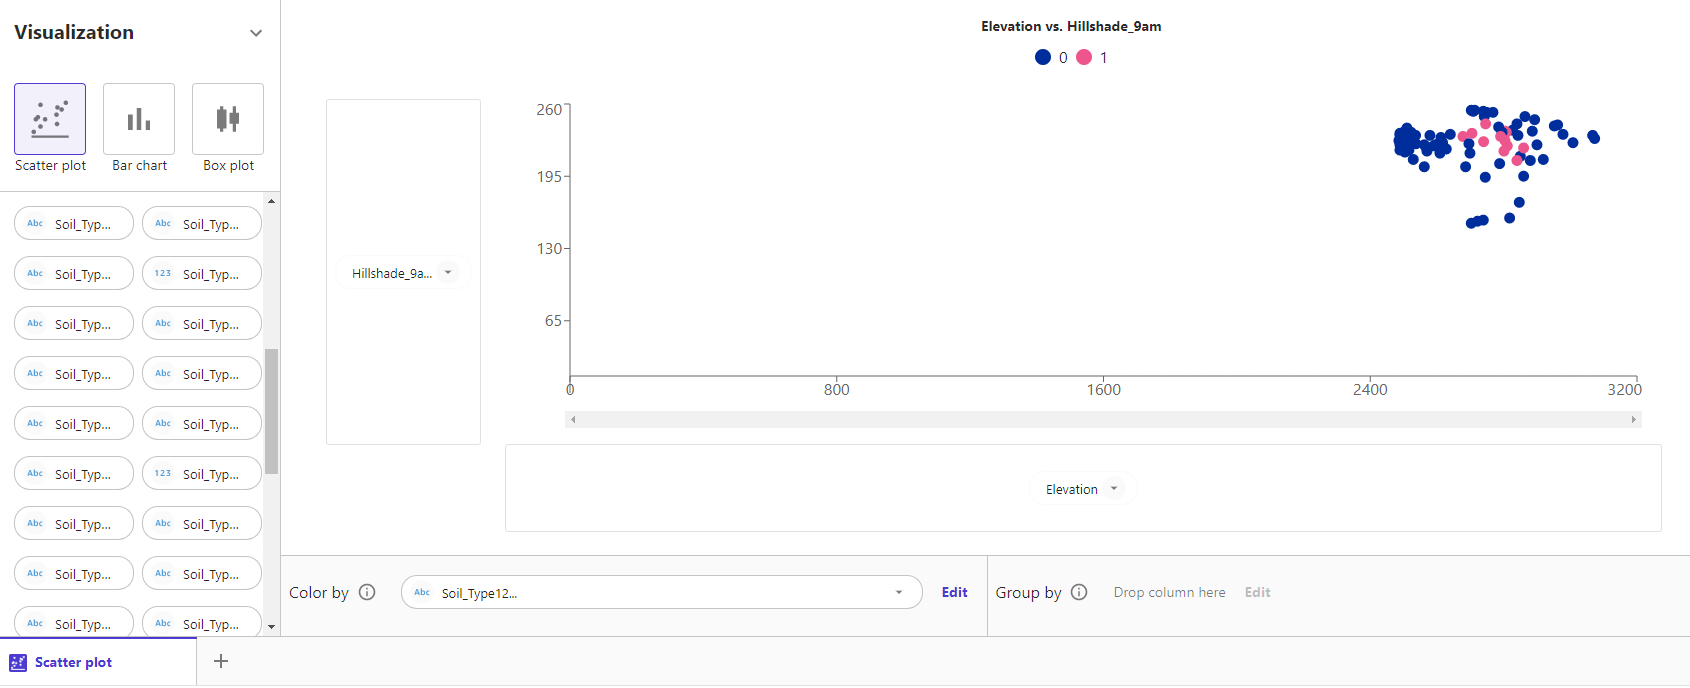 Visualization
Scatter plot
Bar chart
Box plot
Abc Soil_Typ...
Abc Soil_Typ...
Abc Soil_Typ...
123 Soil_Typ...
Abc Soil_Typ...
Abc Soil_Typ...
Abc Soil_Typ...
Abc Soil_Typ...
Abc Soil_Typ...
Abc Soil_Typ...
Abc Soil_Typ...
123 Soil_Typ...
Abc Soil_Typ...
Abc Soil_Typ...
Abc Soil_Typ...
Abc Soil_Typ...
Abc Soil_Typ...
Abc Soil_Typ...
Elevation vs. Hillshade_9am
0 1
Hillshade_9a...
260
195
130
65
0 800 1600 2400 3200
Elevation
Color by
Abc Soil_Type12...
Edit
Group by
Drop column here
Edit
Scatter plot